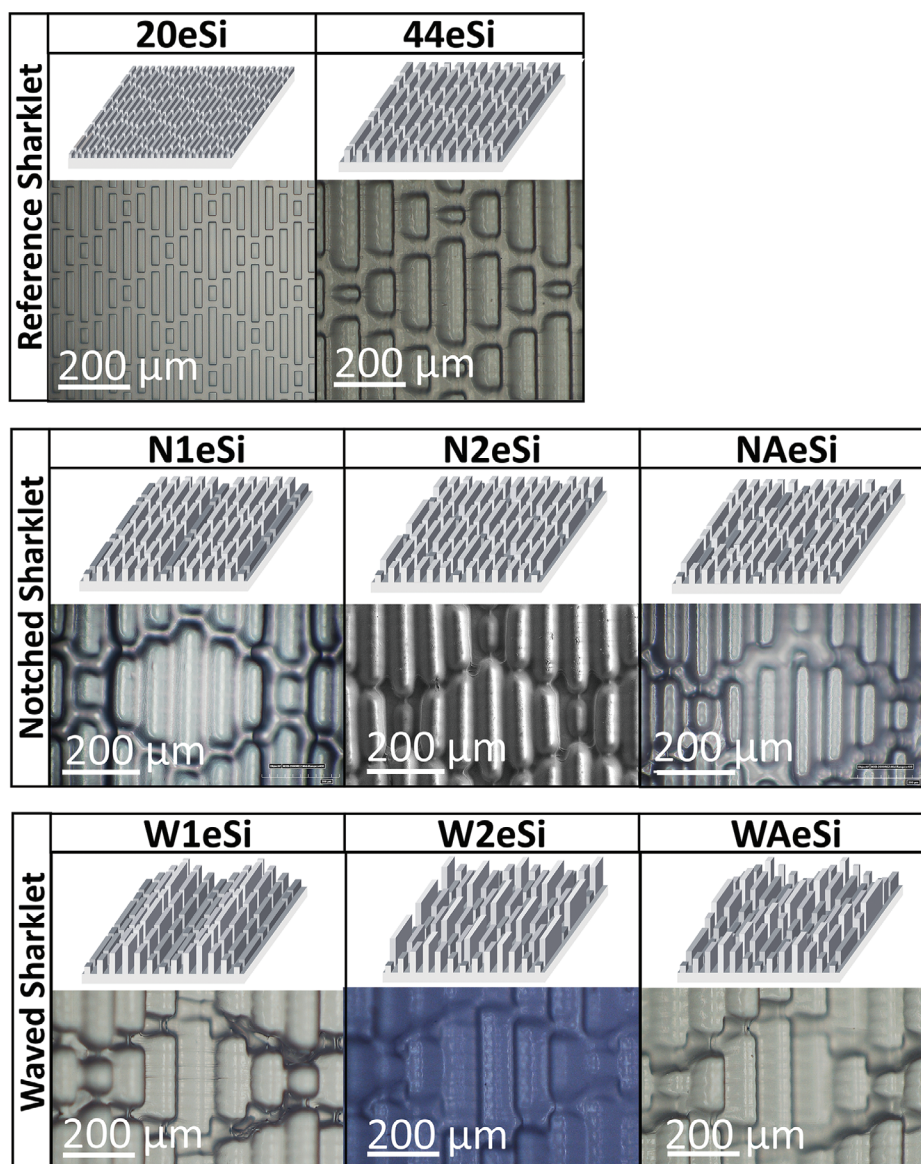 Reference Sharklet
20eSi
44eSi
200 µm
200 µm
Notched Sharklet
N1eSi
N2eSi
NAeSi
200 µm
200 µm
200 µm
Waved Sharklet
W1eSi
W2eSi
WAeSi
200 µm
200 µm
200 µm